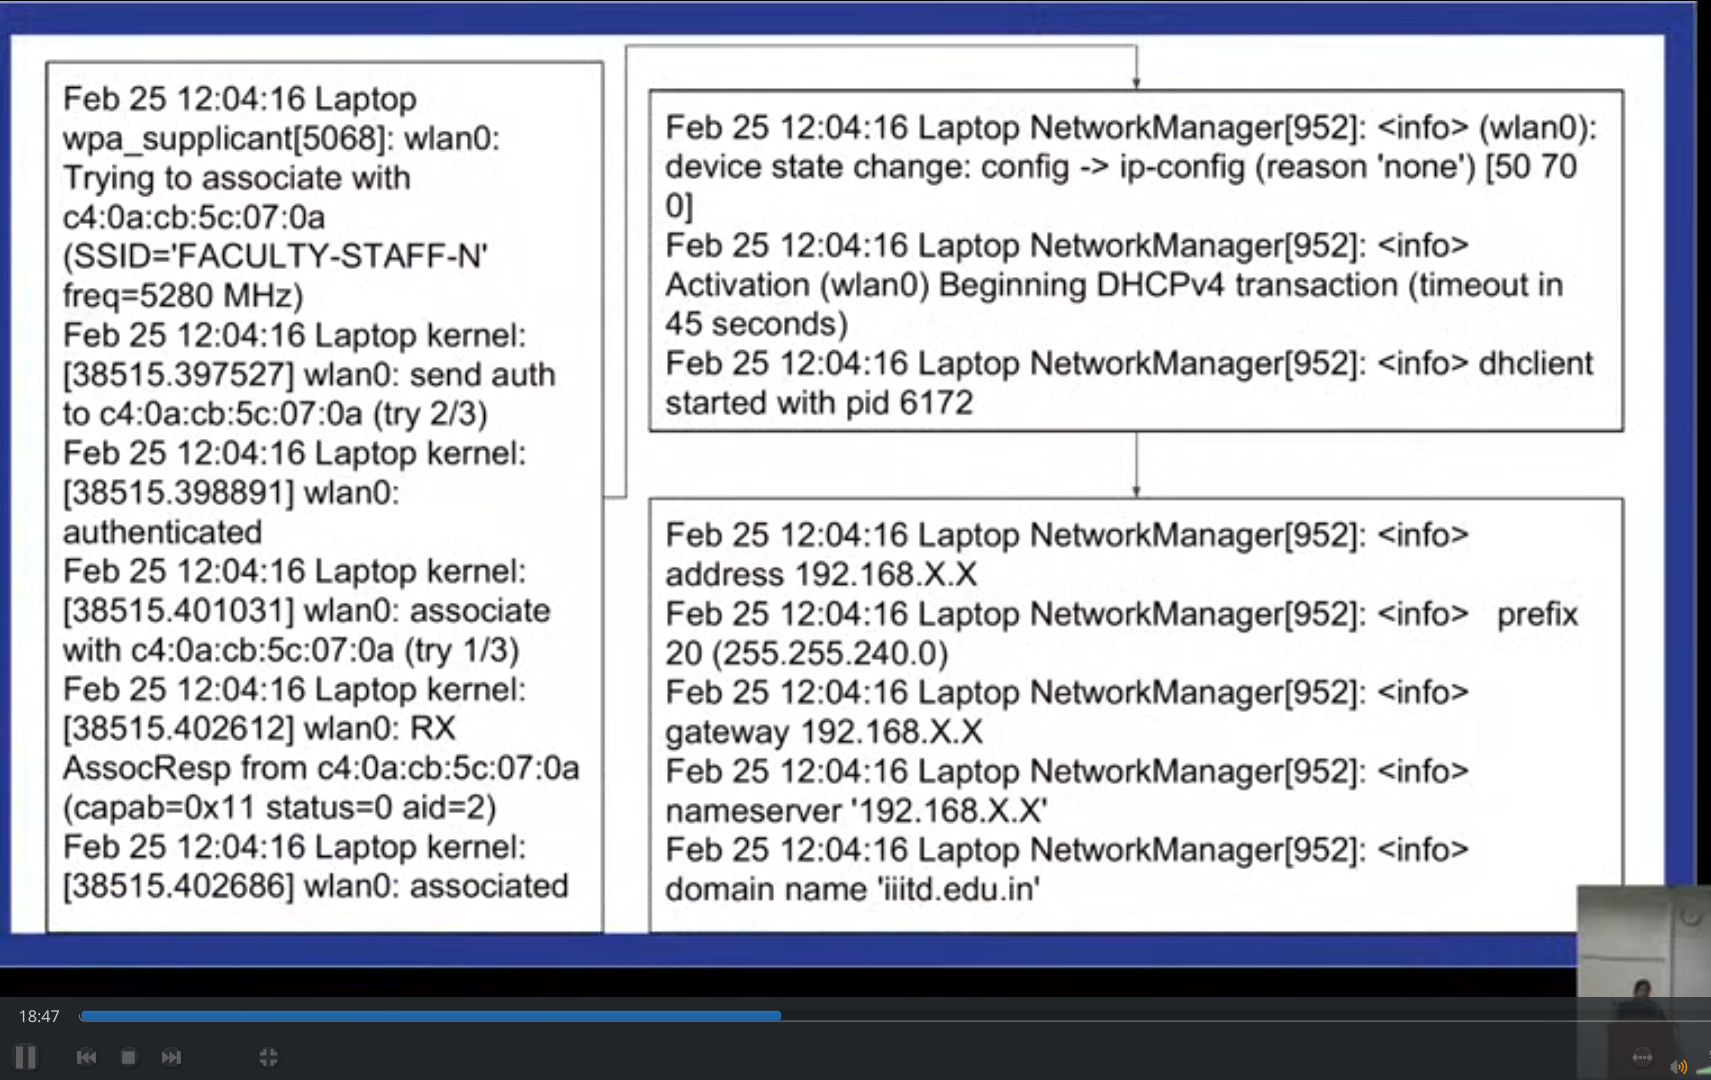 Feb 25 12:04:16 Laptop
wpa_supplicant[5068]: wlan0:
Trying to associate with
c4:0a:cb:5c:07:0a
(SSID='FACULTY-STAFF-N'
freq=5280 MHz)
Feb 25 12:04:16 Laptop kernel:
[38515.397527] wlan0: send auth
to c4:0a:cb:5c:07:0a (try 2/3)
Feb 25 12:04:16 Laptop kernel:
[38515.398891] wlan0:
authenticated
Feb 25 12:04:16 Laptop kernel:
[38515.401031] wlan0: associate
with c4:0a:cb:5c:07:0a (try 1/3)
Feb 25 12:04:16 Laptop kernel:
[38515.402612] wlan0: RX
AssocResp from c4:0a:cb:5c:07:0a
(capab=0x11 status=0 aid=2)
Feb 25 12:04:16 Laptop kernel:
[38515.402686] wlan0: associated
Feb 25 12:04:16 Laptop NetworkManager[952]: <info> (wlan0):
device state change: config -> ip-config (reason 'none') [50 70
0]
Feb 25 12:04:16 Laptop NetworkManager[952]: <info>
Activation (wlan0) Beginning DHCPv4 transaction (timeout in
45 seconds)
Feb 25 12:04:16 Laptop NetworkManager[952]: <info> dhclient
started with pid 6172
Feb 25 12:04:16 Laptop NetworkManager[952]: <info>
address 192.168.X.X
Feb 25 12:04:16 Laptop NetworkManager[952]: <info>   prefix
20 (255.255.240.0)
Feb 25 12:04:16 Laptop NetworkManager[952]: <info>
gateway 192.168.X.X
Feb 25 12:04:16 Laptop NetworkManager[952]: <info>
nameserver '192.168.X.X'
Feb 25 12:04:16 Laptop NetworkManager[952]: <info>
domain name 'iiitd.edu.in'
18:47